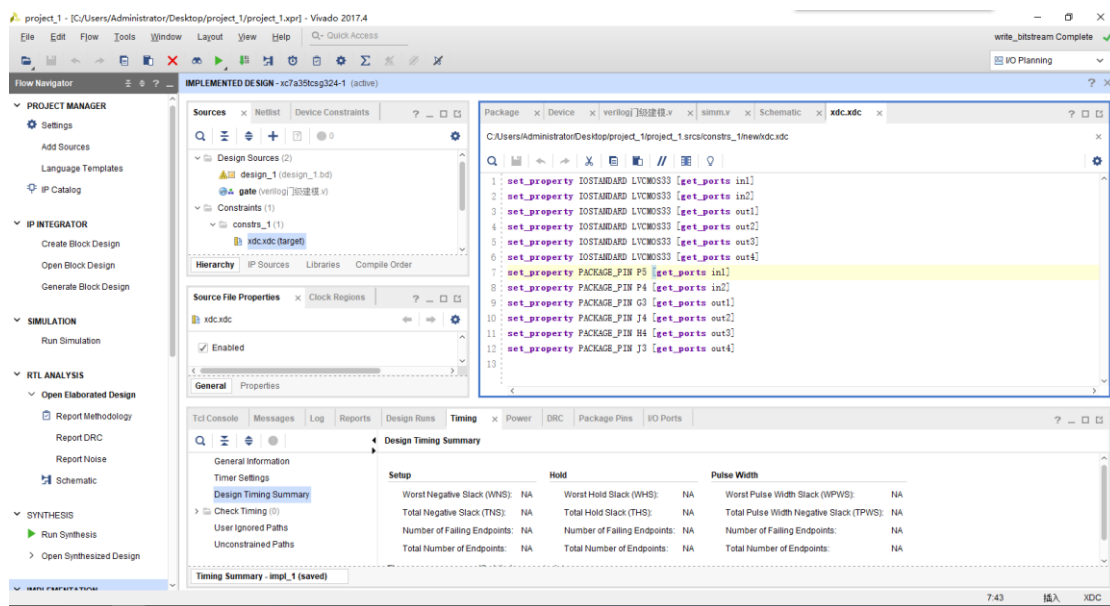 project_1 - [C:/Users/Administrator/Desktop/project_1/project_1.xpr] - Vivado 2017.4
File Edit Flow Tools Window Layout View Help Quick Access
write_bitstream Complete
I/O Planning
Flow Navigator
IMPLEMENTED DESIGN - xc7a35tcsg324-1 (active)
PROJECT MANAGER
Settings
Add Sources
Language Templates
IP Catalog
IP INTEGRATOR
Create Block Design
Open Block Design
Generate Block Design
SIMULATION
Run Simulation
RTL ANALYSIS
Open Elaborated Design
Report Methodology
Report DRC
Report Noise
Schematic
SYNTHESIS
Run Synthesis
Open Synthesized Design
IMPLEMENTATION
Sources Netlist Device Constraints
0
Design Sources (2)
design_1 (design_1.bd)
gate (verilog门级建模.v)
Constraints (1)
constrs_1 (1)
xdc.xdc (target)
Hierarchy IP Sources Libraries Compile Order
Source File Properties Clock Regions
xdc.xdc
Enabled
General Properties
Package Device verilog门级建模.v simm.v Schematic xdc.xdc
C:/Users/Administrator/Desktop/project_1/project_1.srcs/constrs_1/new/xdc.xdc
1 set_property IOSTANDARD LVCMOS33 [get_ports in1]
2 set_property IOSTANDARD LVCMOS33 [get_ports in2]
3 set_property IOSTANDARD LVCMOS33 [get_ports out1]
4 set_property IOSTANDARD LVCMOS33 [get_ports out2]
5 set_property IOSTANDARD LVCMOS33 [get_ports out3]
6 set_property IOSTANDARD LVCMOS33 [get_ports out4]
7 set_property PACKAGE_PIN P5 [get_ports in1]
8 set_property PACKAGE_PIN P4 [get_ports in2]
9 set_property PACKAGE_PIN G3 [get_ports out1]
10 set_property PACKAGE_PIN J4 [get_ports out2]
11 set_property PACKAGE_PIN H4 [get_ports out3]
12 set_property PACKAGE_PIN J3 [get_ports out4]
13
Tcl Console Messages Log Reports Design Runs Timing Power DRC Package Pins I/O Ports
Design Timing Summary
General Information
Timer Settings
Design Timing Summary
Check Timing (0)
User Ignored Paths
Unconstrained Paths
Setup Hold Pulse Width
Worst Negative Slack (WNS): NA Worst Hold Slack (WHS): NA Worst Pulse Width Slack (WPWS): NA
Total Negative Slack (TNS): NA Total Hold Slack (THS): NA Total Pulse Width Negative Slack (TPWS): NA
Number of Failing Endpoints: NA Number of Failing Endpoints: NA Number of Failing Endpoints: NA
Total Number of Endpoints: NA Total Number of Endpoints: NA Total Number of Endpoints: NA
Timing Summary - impl_1 (saved)
7:43 插入 XDC